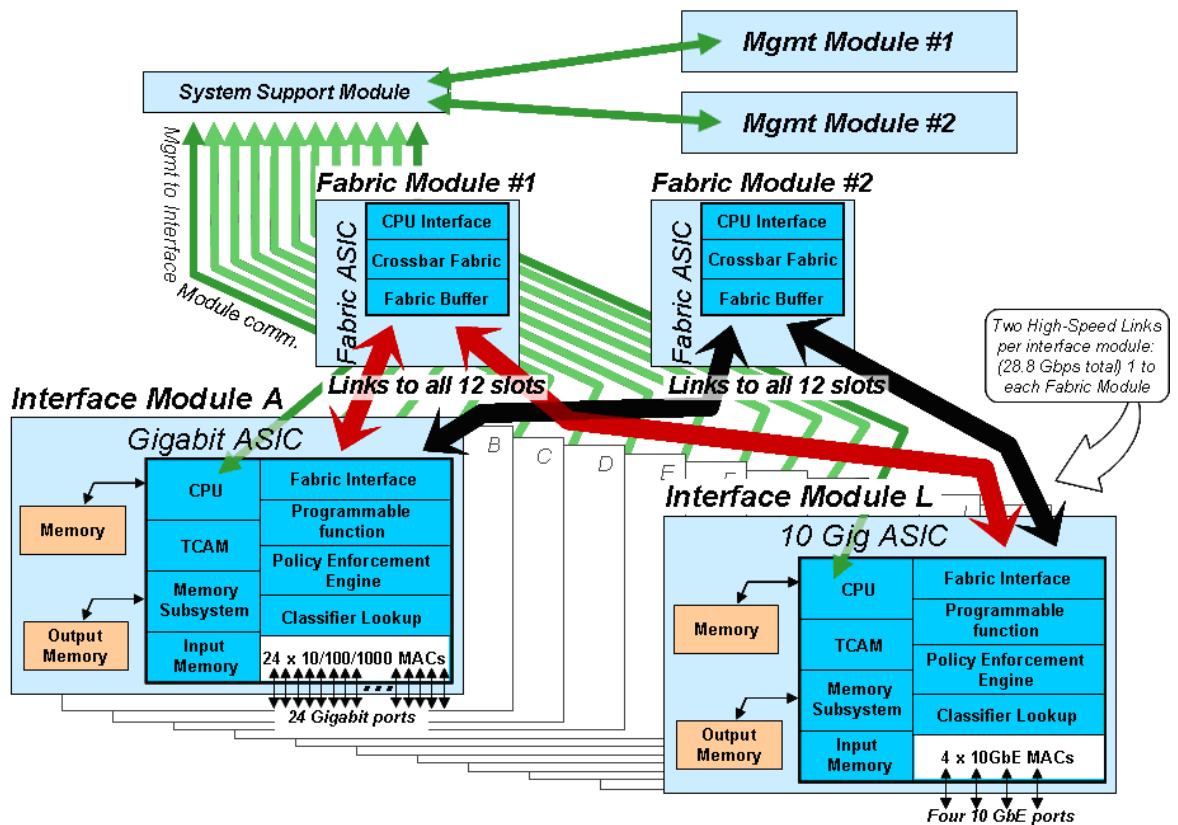 Mgmt Module #1
System Support Module
Mgmt Module #2
Mgmt to Interface
Module comm.
Fabric Module #1
Fabric ASIC
CPU Interface
Crossbar Fabric
Fabric Buffer
Fabric Module #2
Fabric ASIC
CPU Interface
Crossbar Fabric
Fabric Buffer
Two High-Speed Links
per interface module:
(28.8 Gbps total) 1 to
each Fabric Module
Links to all 12 slots
Links to all 12 slots
Interface Module A
Gigabit ASIC
CPU
TCAM
Memory
Subsystem
Input
Memory
Fabric Interface
Programmable
function
Policy Enforcement
Engine
Classifier Lookup
24 x 10/100/1000 MACs
24 Gigabit ports
Memory
Output
Memory
B
C
D
E
F
Interface Module L
10 Gig ASIC
CPU
TCAM
Memory
Subsystem
Input
Memory
Fabric Interface
Programmable
function
Policy Enforcement
Engine
Classifier Lookup
4 x 10GbE MACs
Four 10 GbE ports
Memory
Output
Memory